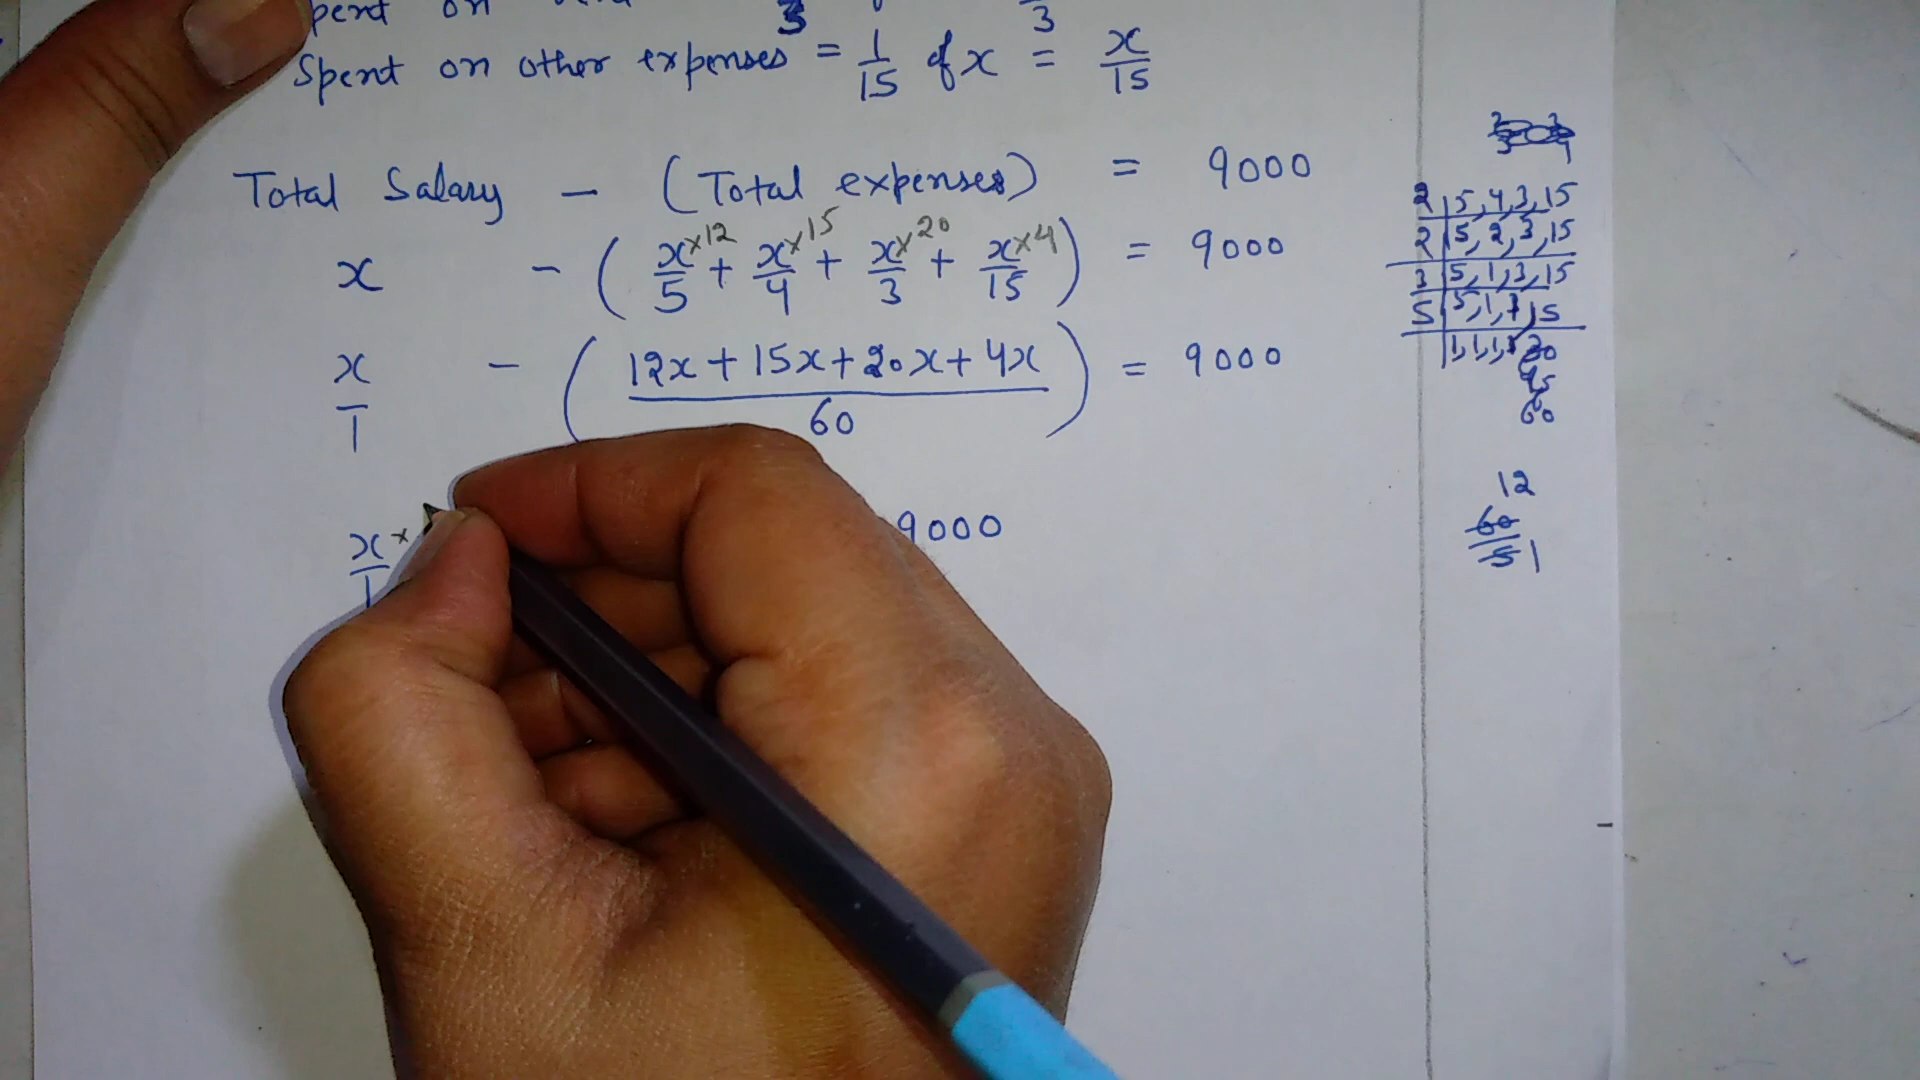 pent on
Spent on other expenses = 1/15 of x = x/15
Total Salary - (Total expenses) = 9000
x - ( x×12/5 + x×15/4 + x×20/3 + x×4/15 ) = 9000
x/1 - ( 12x + 15x + 20x + 4x / 60 ) = 9000
x× 9000
1
2 | 5, 4, 3, 15
2 | 5, 2, 3, 15
3 | 5, 1, 3, 15
5 | 5, 1, 1, 5
1, 1, 1,
60
12
60
5 1